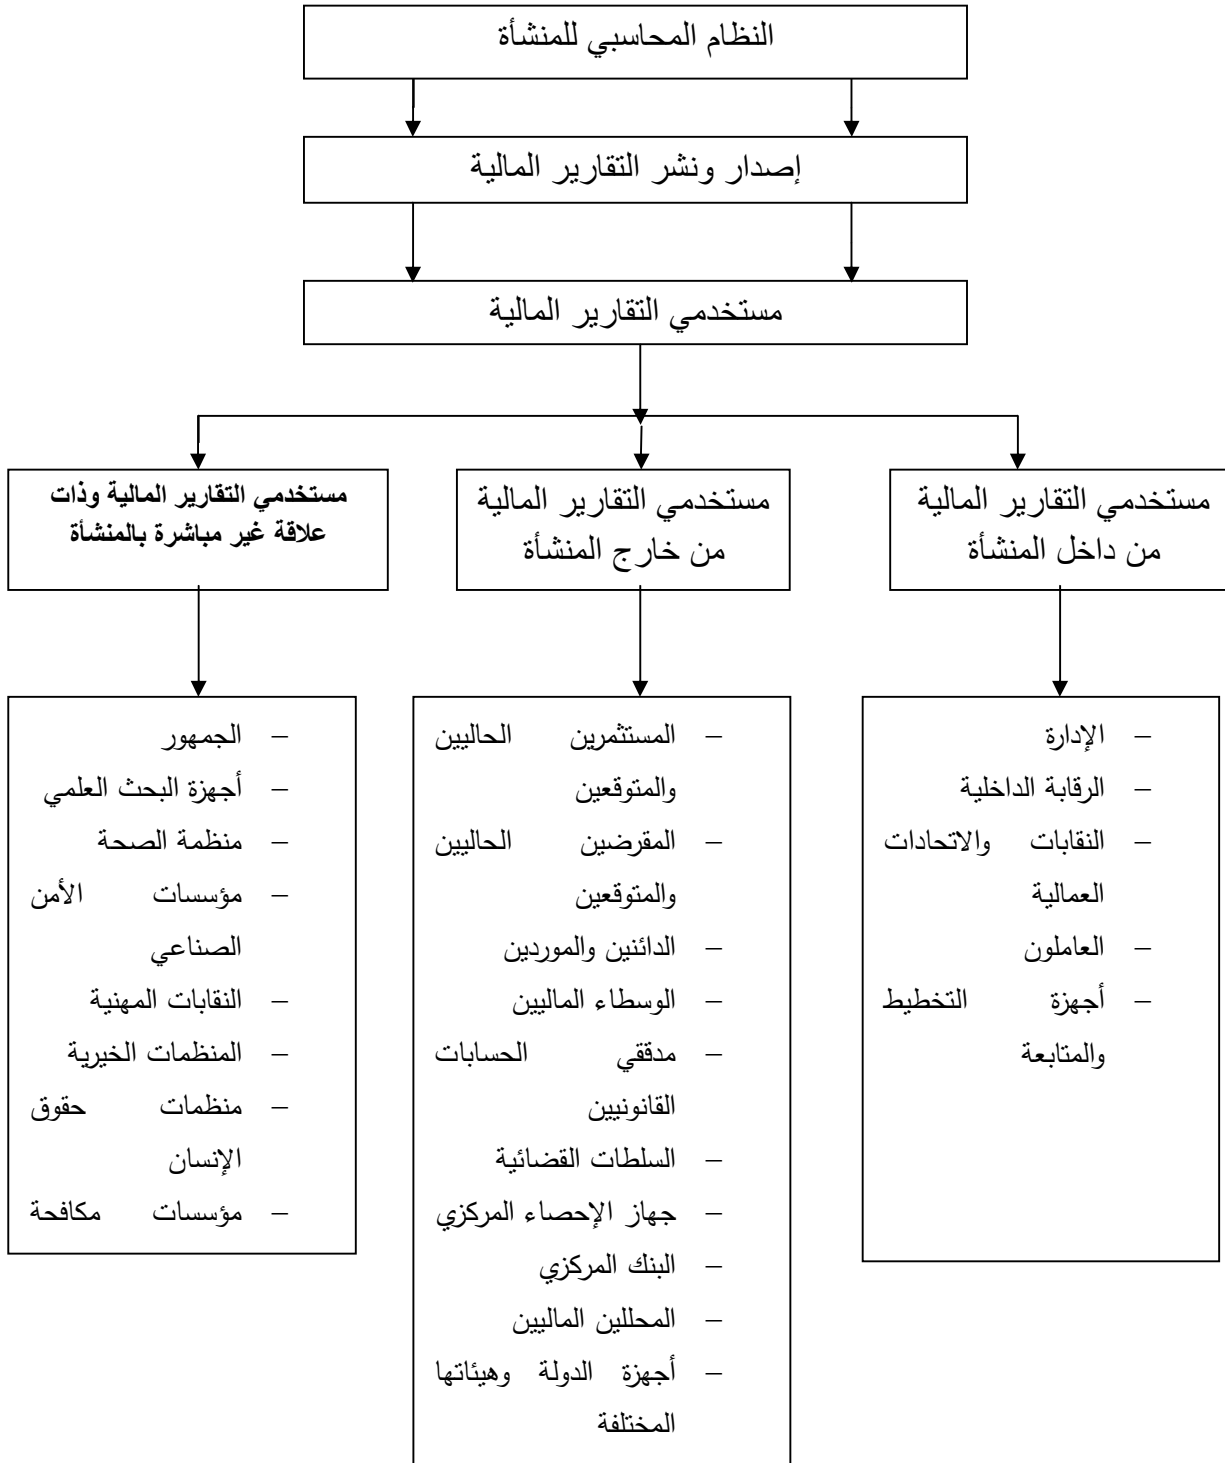 النظام المحاسبي للمنشأة
إصدار ونشر التقارير المالية
مستخدمي التقارير المالية
مستخدمي التقارير المالية
من داخل المنشأة
مستخدمي التقارير المالية
من خارج المنشأة
مستخدمي التقارير المالية وذات
علاقة غير مباشرة بالمنشأة
– الإدارة
– الرقابة الداخلية
– النقابات والاتحادات
العمالية
– العاملون
– أجهزة التخطيط
والمتابعة
– المستثمرين الحاليين
والمتوقعين
– المقرضين الحاليين
والمتوقعين
– الدائنين والموردين
– الوسطاء الماليين
– مدققي الحسابات
القانونيين
– السلطات القضائية
– جهاز الإحصاء المركزي
– البنك المركزي
– المحللين الماليين
– أجهزة الدولة وهيئاتها
المختلفة
– الجمهور
– أجهزة البحث العلمي
– منظمة الصحة
– مؤسسات الأمن
الصناعي
– النقابات المهنية
– المنظمات الخيرية
– منظمات حقوق
الإنسان
– مؤسسات مكافحة